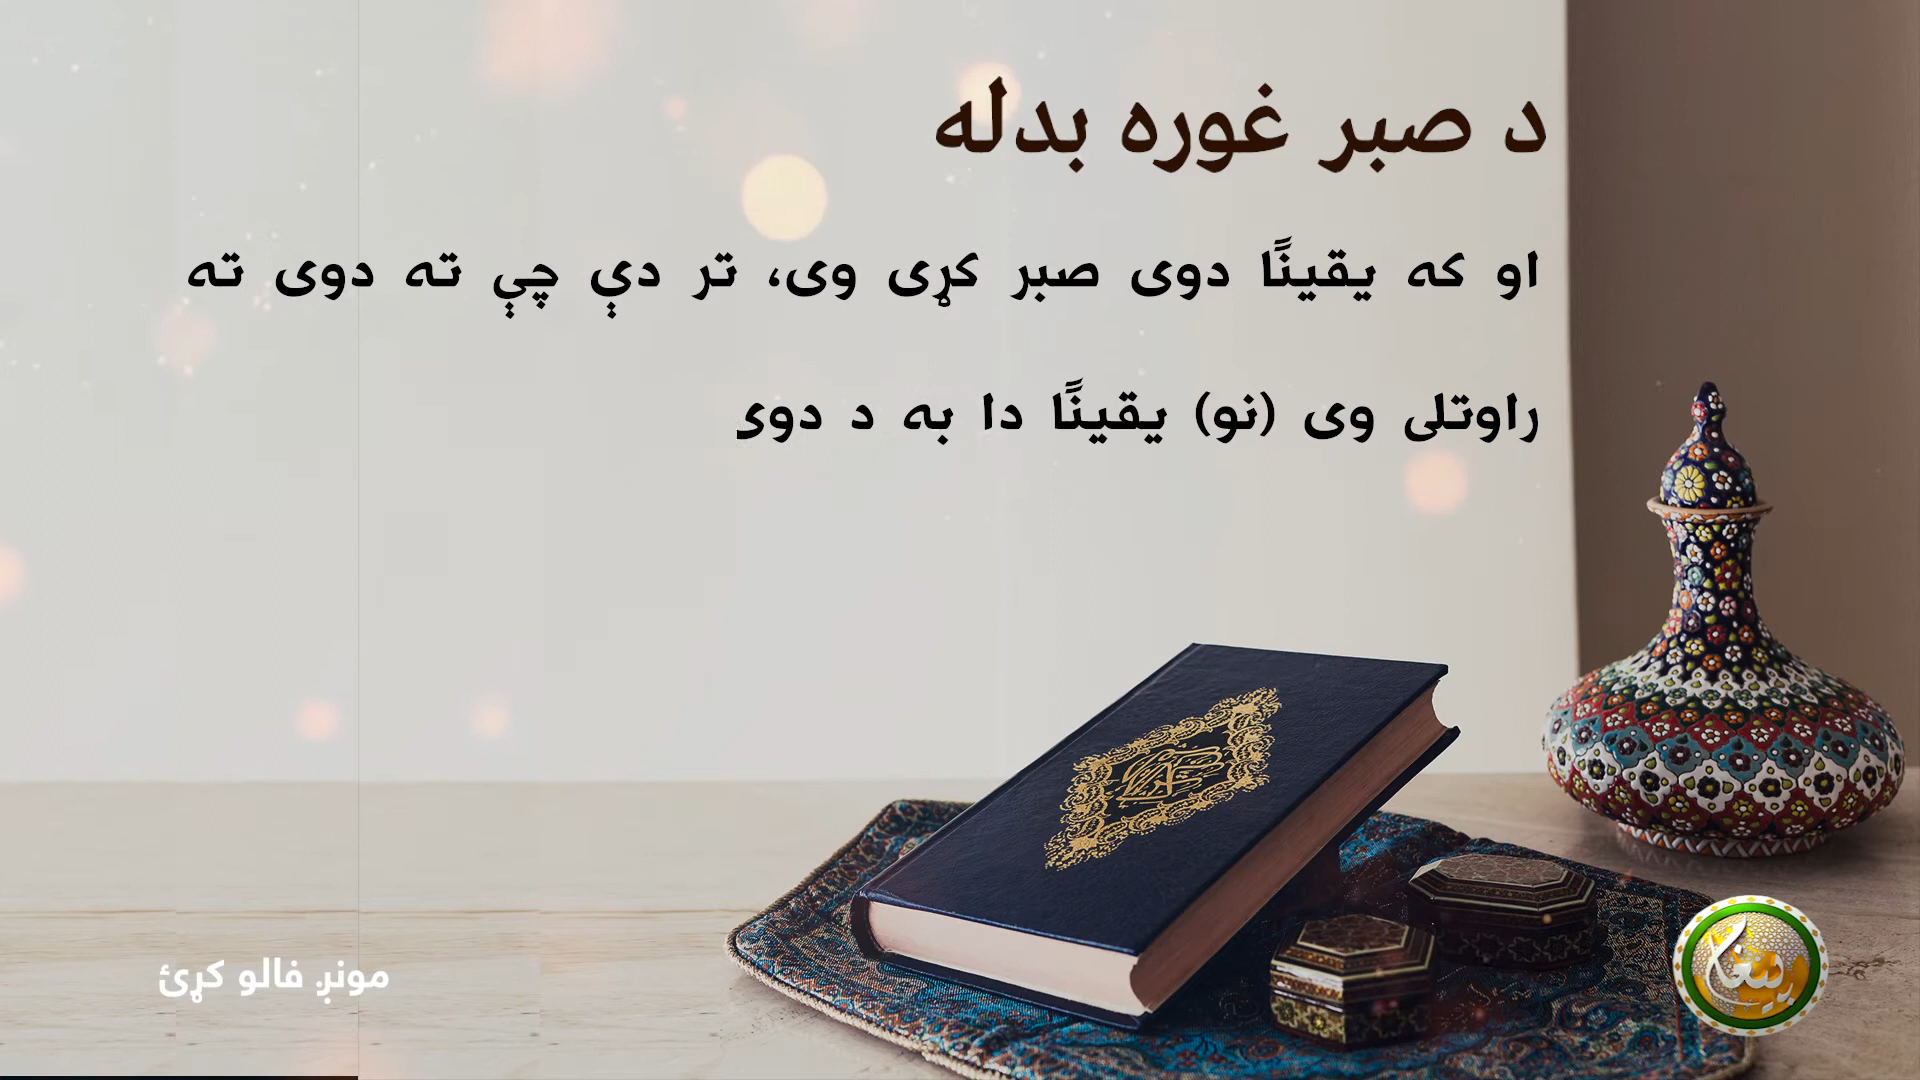 د صبر غوره بدله
او که یقینًا دوی صبر کړی وی، تر دې چې ته دوی ته
راوتلی وی (نو) یقینًا دا به د دوی
مونږ فالو کړئ
پیغام